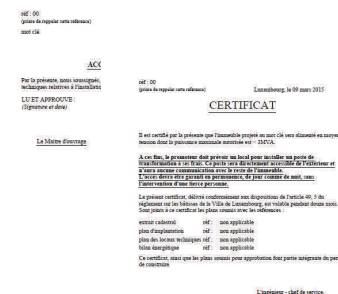 réf : 00
(prière de rappeler cette référence)
mot clé
ACC
Par la présente, nous soussignés,
techniques relatives à l'installatio
LU ET APPROUVE :
(Signature et date)
Le Maître d'ouvrage
réf : 00
(prière de rappeler cette référence)
Luxembourg, le 09 mars 2015
CERTIFICAT
Il est certifié par la présente que l'immeuble projeté au mot clé sera alimenté en moyen
tension dont la puissance maximale autorisée est < 3MVA.
A ces fins, le promoteur doit prévoir un local pour installer un poste de
transformation à ses frais. Ce poste sera directement accessible de l'extérieur et
n'aura aucune communication avec le reste de l'immeuble.
L'accès devra être garanti en permanence, de jour comme de nuit, sans
l'intervention d'une tierce personne.
Le présent certificat, délivré conformément aux dispositions de l'article 49, 5 du
règlement sur les bâtisses de la Ville de Luxembourg, est valable pendant douze mois.
Sont joints à ce certificat les plans soumis avec les références :
extrait cadastral réf : non applicable
plan d'implantation réf : non applicable
plan des locaux techniques réf : non applicable
bilan énergétique réf : non applicable
Ce certificat, ainsi que les plans soumis pour approbation font partie intégrante du per
de construire.
L'ingénieur - chef de service,